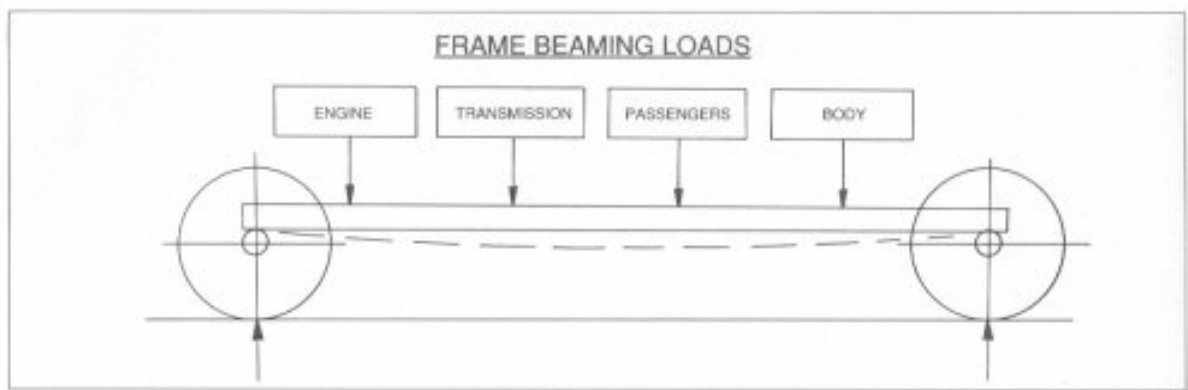 FRAME BEAMING LOADS
ENGINE
TRANSMISSION
PASSENGERS
BODY